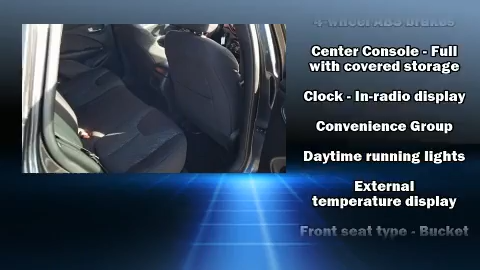 4-wheel ABS brakes
Center Console - Full
with covered storage
Clock - In-radio display
Convenience Group
Daytime running lights
External
temperature display
Front seat type - Bucket